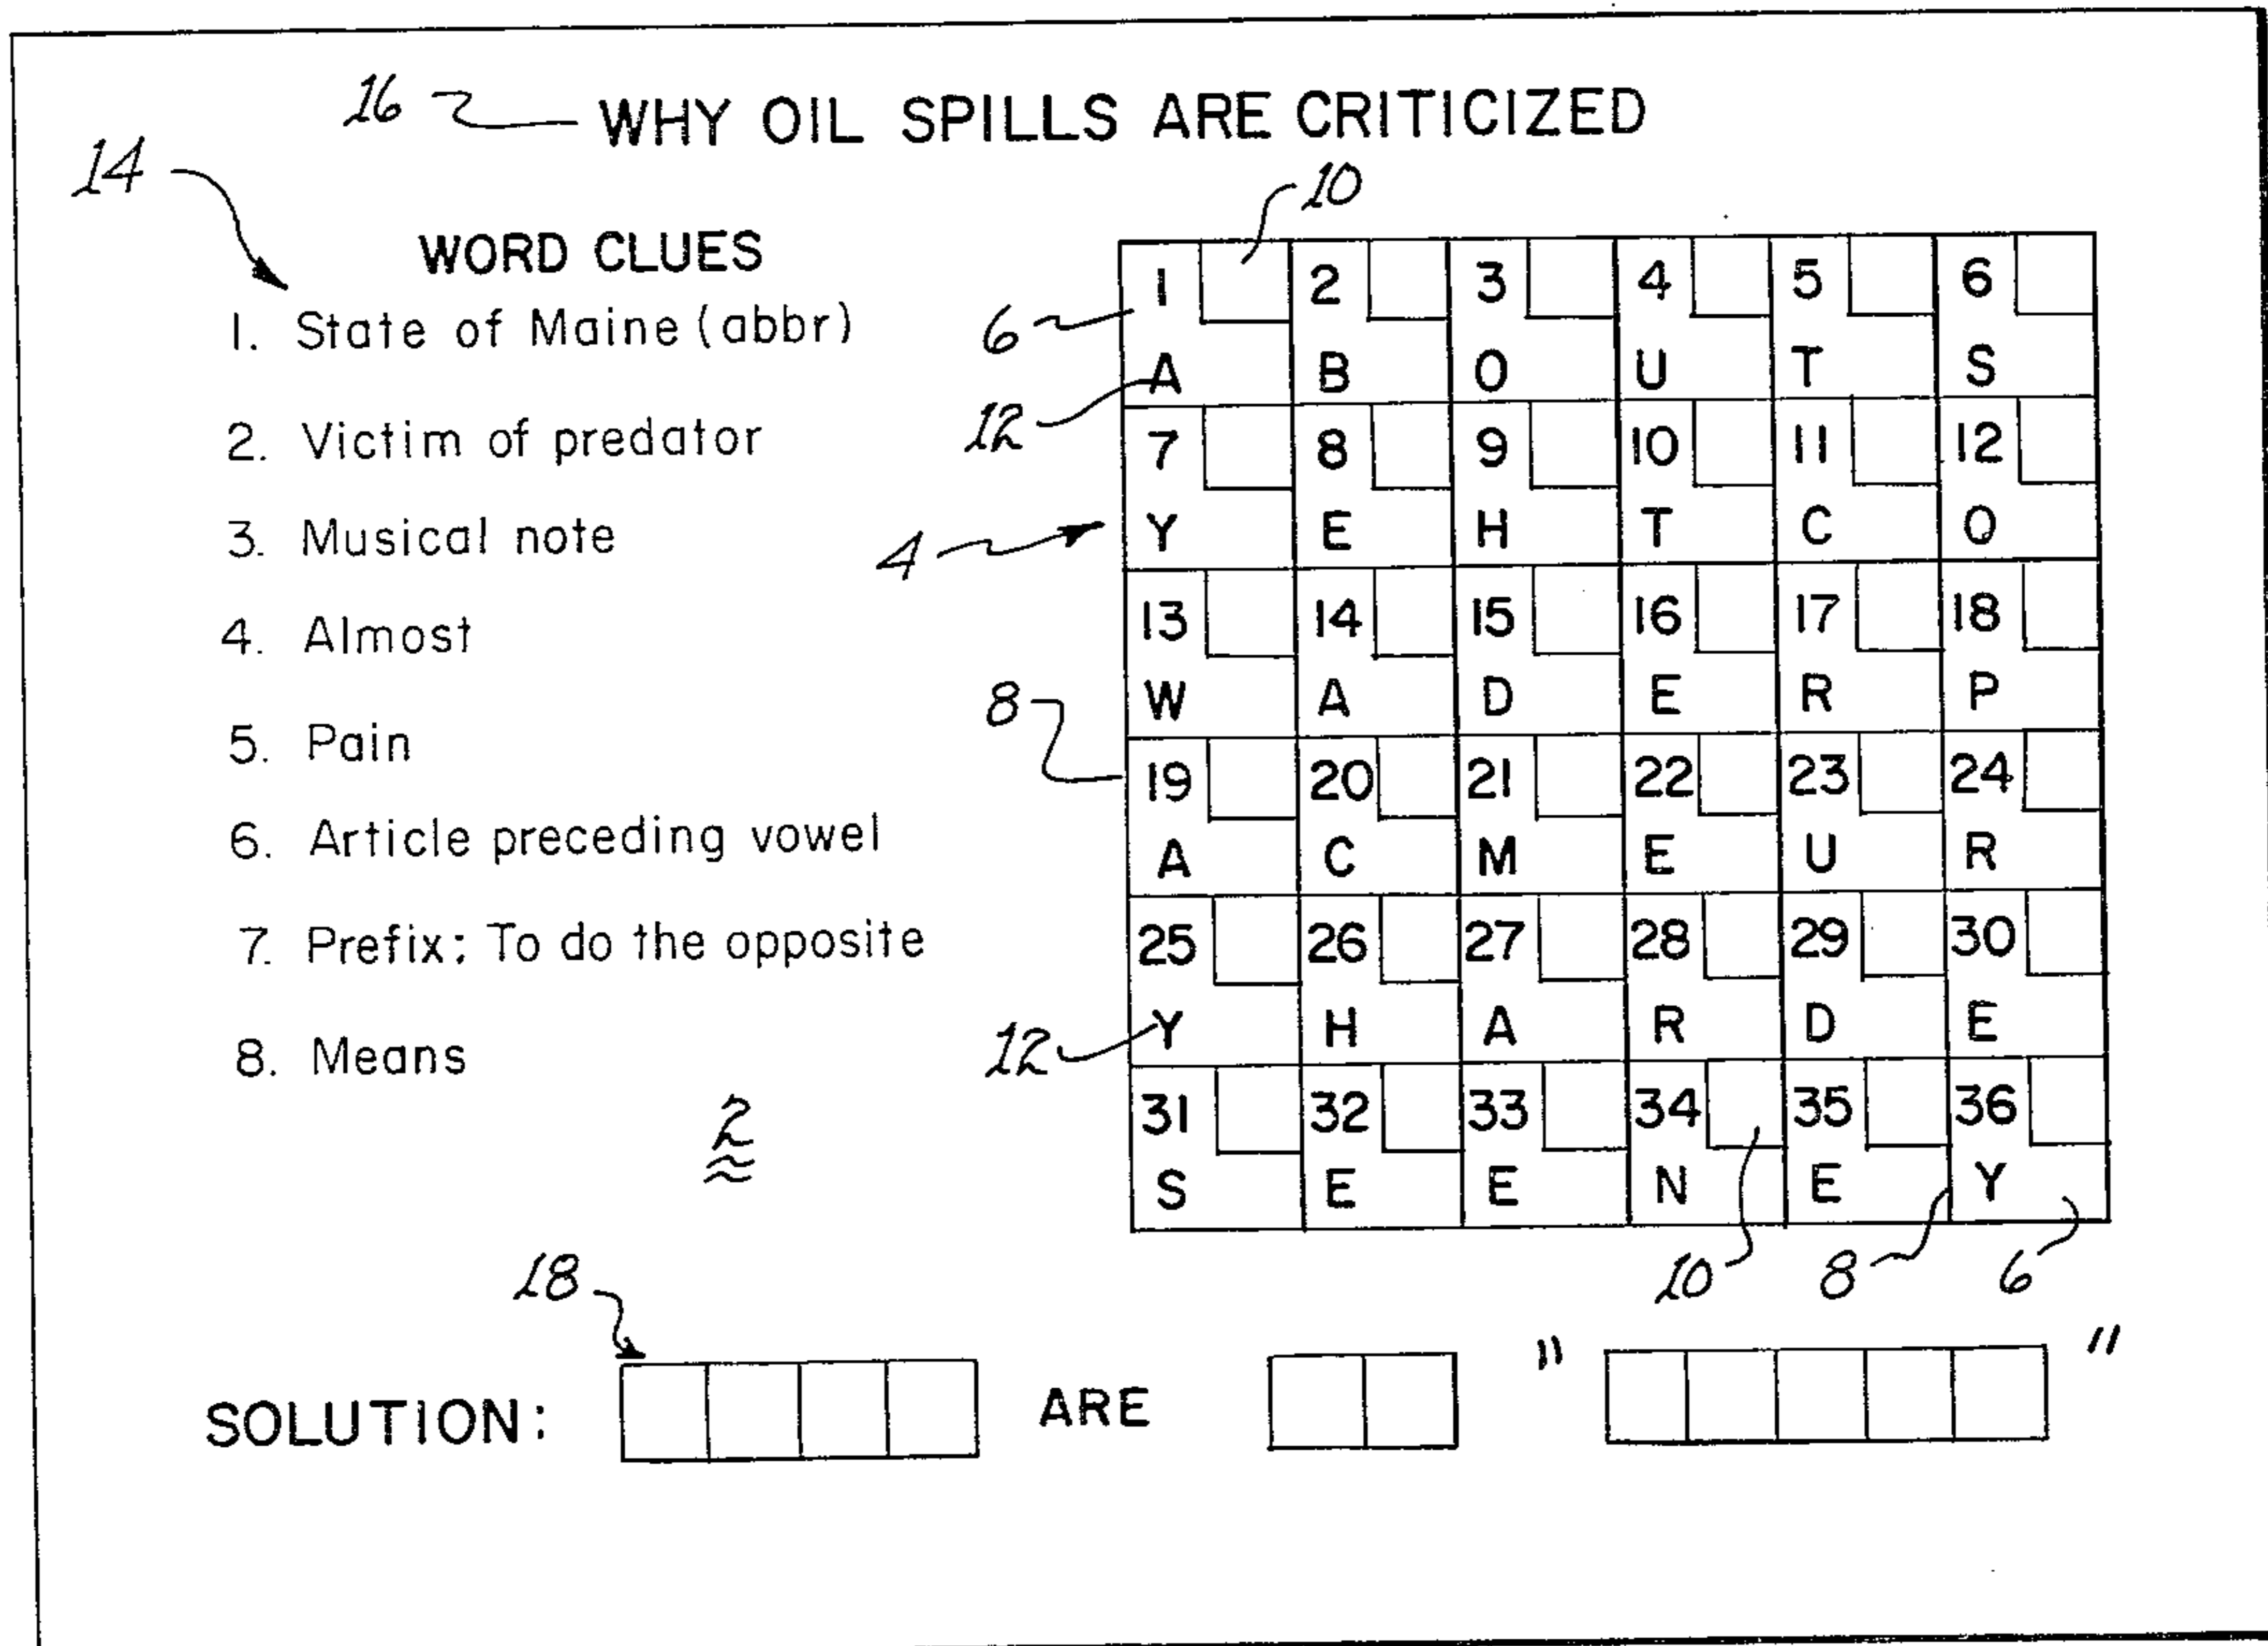 16 WHY OIL SPILLS ARE CRITICIZED
14
10
WORD CLUES
1. State of Maine (abbr)
2. Victim of predator
3. Musical note
4. Almost
5. Pain
6. Article preceding vowel
7. Prefix: To do the opposite
8. Means
2
6
12
4
8
12
1 2 3 4 5 6
A B O U T S
7 8 9 10 11 12
Y E H T C O
13 14 15 16 17 18
W A D E R P
19 20 21 22 23 24
A C M E U R
25 26 27 28 29 30
Y H A R D E
31 32 33 34 35 36
S E E N E Y
10 8 6
18
SOLUTION: ARE " "